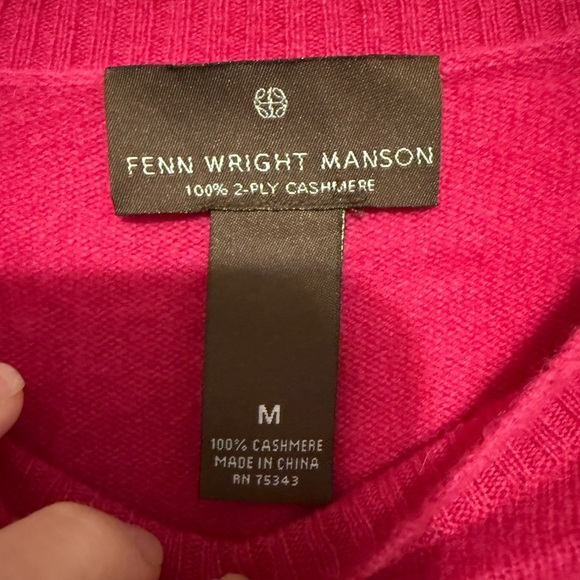 FENN WRIGHT MANSON
100% 2-PLY CASHMERE
M
100% CASHMERE
MADE IN CHINA
RN 75343